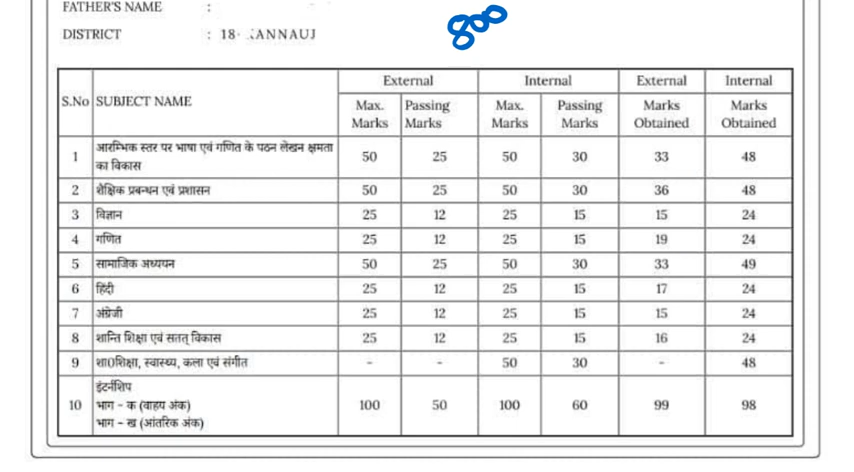 FATHER'S NAME :
DISTRICT : 18- KANNAUJ
800
S.No SUBJECT NAME External Internal External Internal
Max. Marks Passing Marks Max. Marks Passing Marks Marks Obtained Marks Obtained
1 आरम्भिक स्तर पर भाषा एवं गणित के पठन लेखन क्षमता का विकास 50 25 50 30 33 48
2 शैक्षिक प्रबन्धन एवं प्रशासन 50 25 50 30 36 48
3 विज्ञान 25 12 25 15 15 24
4 गणित 25 12 25 15 19 24
5 सामाजिक अध्ययन 50 25 50 30 33 49
6 हिंदी 25 12 25 15 17 24
7 अंग्रेजी 25 12 25 15 15 24
8 शान्ति शिक्षा एवं सतत् विकास 25 12 25 15 16 24
9 शा0शिक्षा, स्वास्थ्य, कला एवं संगीत - - 50 30 - 48
10 इंटर्नशिप
भाग - क (वाहय अंक) 100 50 100 60 99 98
भाग - ख (आंतरिक अंक)